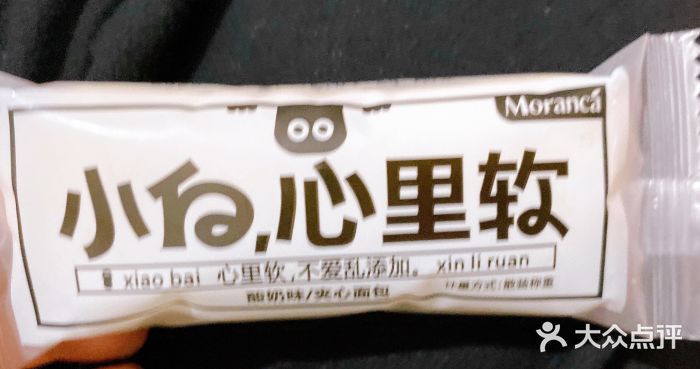 Morancá
小白,心里软
xiao bai 心里软,不爱乱添加。 xin li ruan
酸奶味/夹心面包 计量方式:散装称重
大众点评